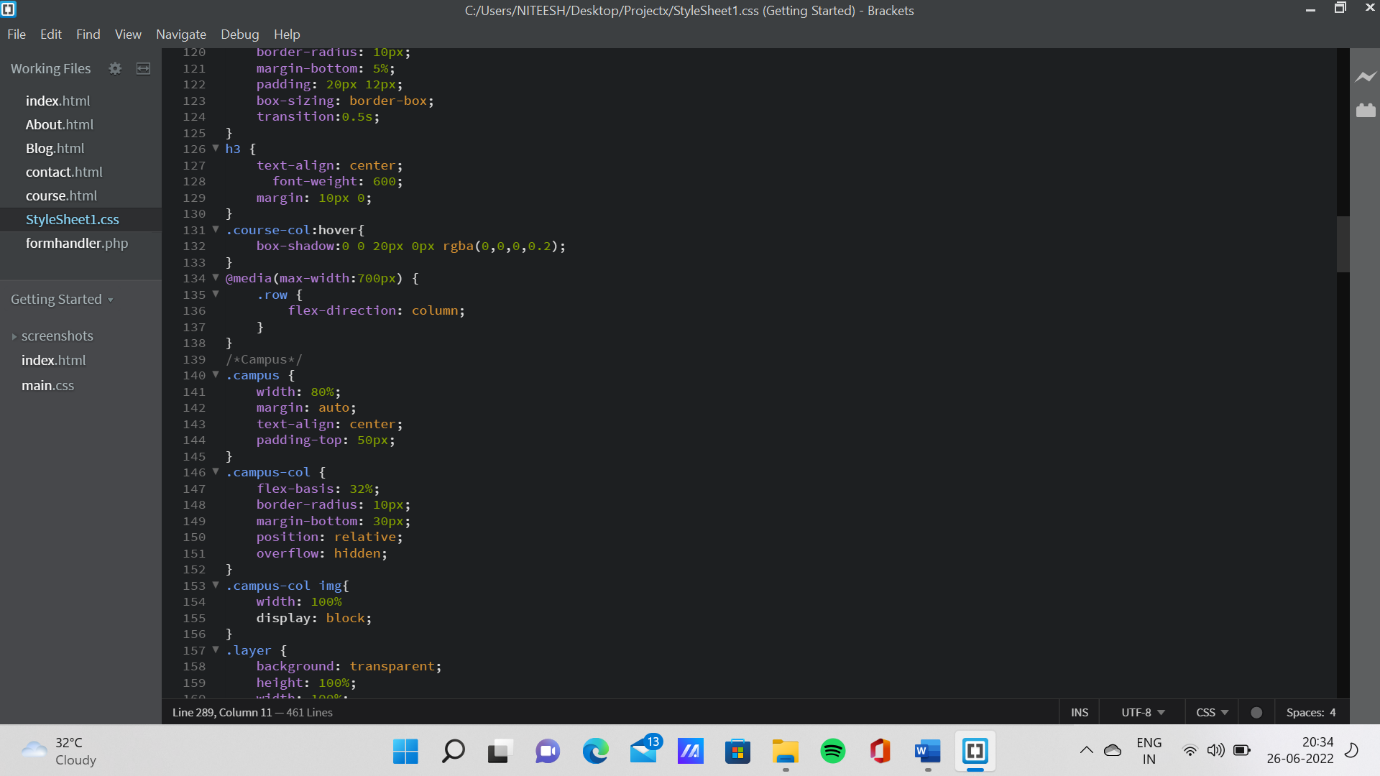 C:/Users/NITEESH/Desktop/Projectx/StyleSheet1.css (Getting Started) - Brackets
File Edit Find View Navigate Debug Help
Working Files
index.html
About.html
Blog.html
contact.html
course.html
StyleSheet1.css
formhandler.php
Getting Started
screenshots
index.html
main.css
120 border-radius: 10px;
121 margin-bottom: 5%;
122 padding: 20px 12px;
123 box-sizing: border-box;
124 transition:0.5s;
125 }
126 h3 {
127 text-align: center;
128 font-weight: 600;
129 margin: 10px 0;
130 }
131 .course-col:hover{
132 box-shadow:0 0 20px 0px rgba(0,0,0,0.2);
133 }
134 @media(max-width:700px) {
135 .row {
136 flex-direction: column;
137 }
138 }
139 /*Campus*/
140 .campus {
141 width: 80%;
142 margin: auto;
143 text-align: center;
144 padding-top: 50px;
145 }
146 .campus-col {
147 flex-basis: 32%;
148 border-radius: 10px;
149 margin-bottom: 30px;
150 position: relative;
151 overflow: hidden;
152 }
153 .campus-col img{
154 width: 100%
155 display: block;
156 }
157 .layer {
158 background: transparent;
159 height: 100%;
160 width: 100%;
Line 289, Column 11 — 461 Lines
INS UTF-8 CSS Spaces: 4
32°C
Cloudy
13
ENG
IN
20:34
26-06-2022